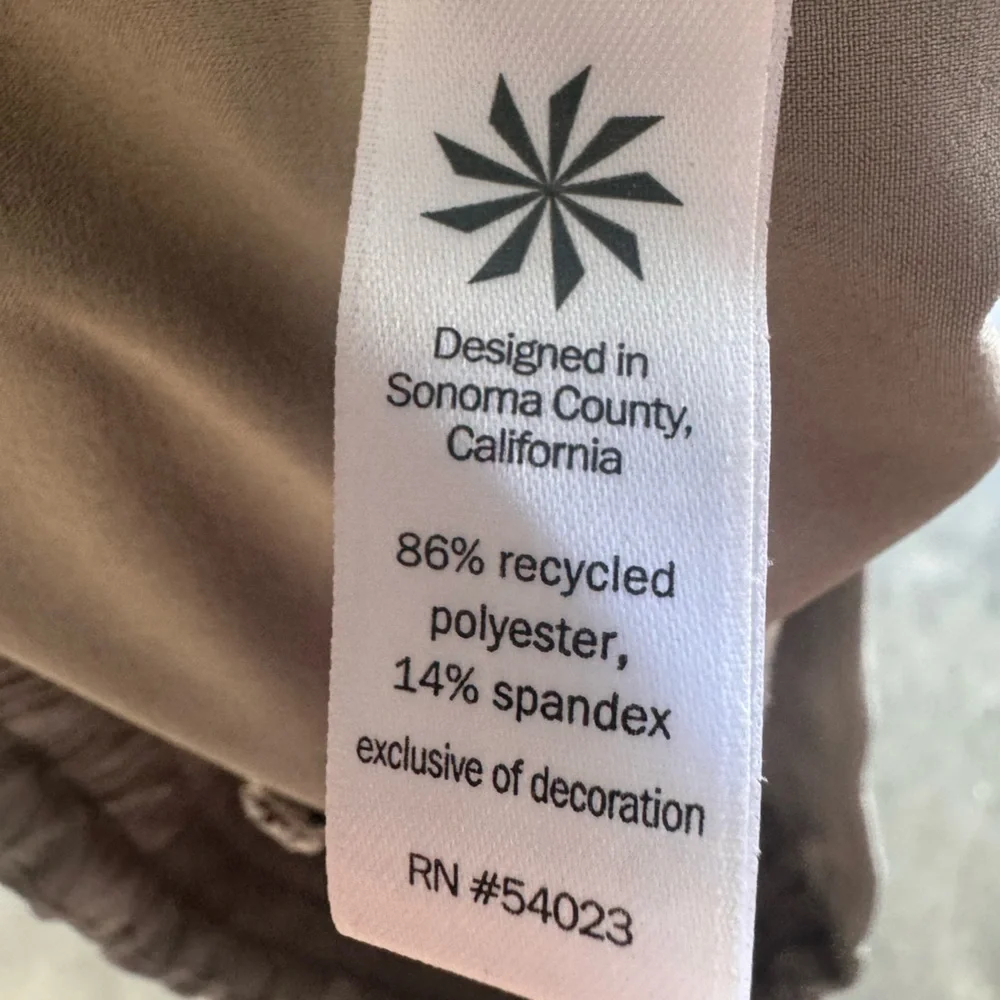 Designed in
Sonoma County,
California
86% recycled
polyester,
14% spandex
exclusive of decoration
RN #54023